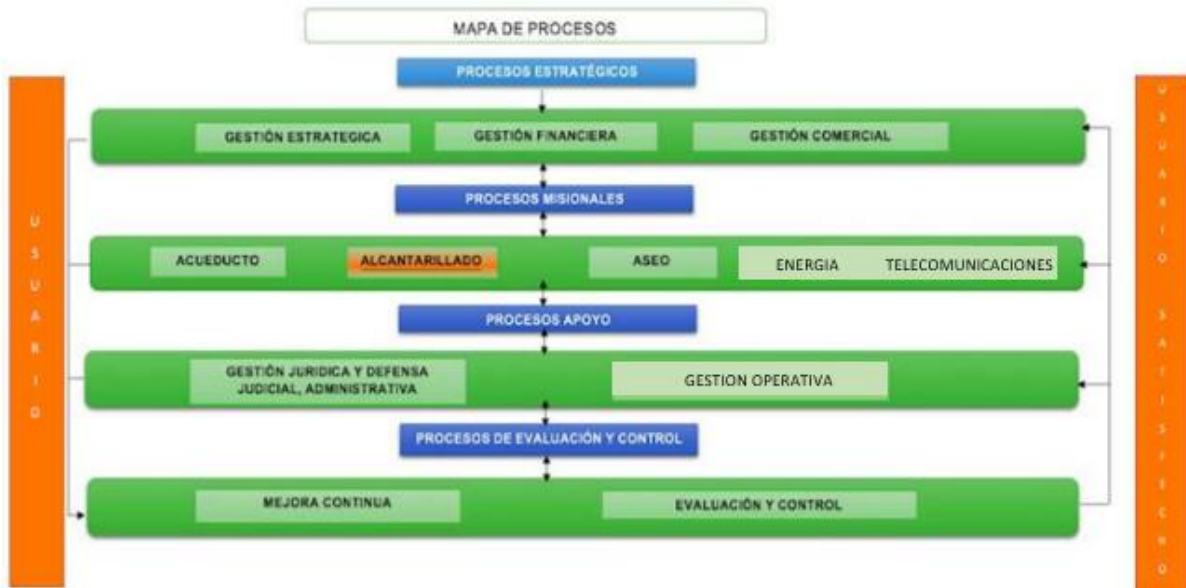 MAPA DE PROCESOS
PROCESOS ESTRATÉGICOS
GESTIÓN ESTRATEGICA
GESTIÓN FINANCIERA
GESTIÓN COMERCIAL
PROCESOS MISIONALES
ACUEDUCTO
ALCANTARILLADO
ASEO
ENERGIA TELECOMUNICACIONES
PROCESOS APOYO
GESTIÓN JURIDICA Y DEFENSA
JUDICIAL, ADMINISTRATIVA
GESTION OPERATIVA
PROCESOS DE EVALUACIÓN Y CONTROL
MEJORA CONTINUA
EVALUACIÓN Y CONTROL
USUARIO
USUARIO SATISFECHO